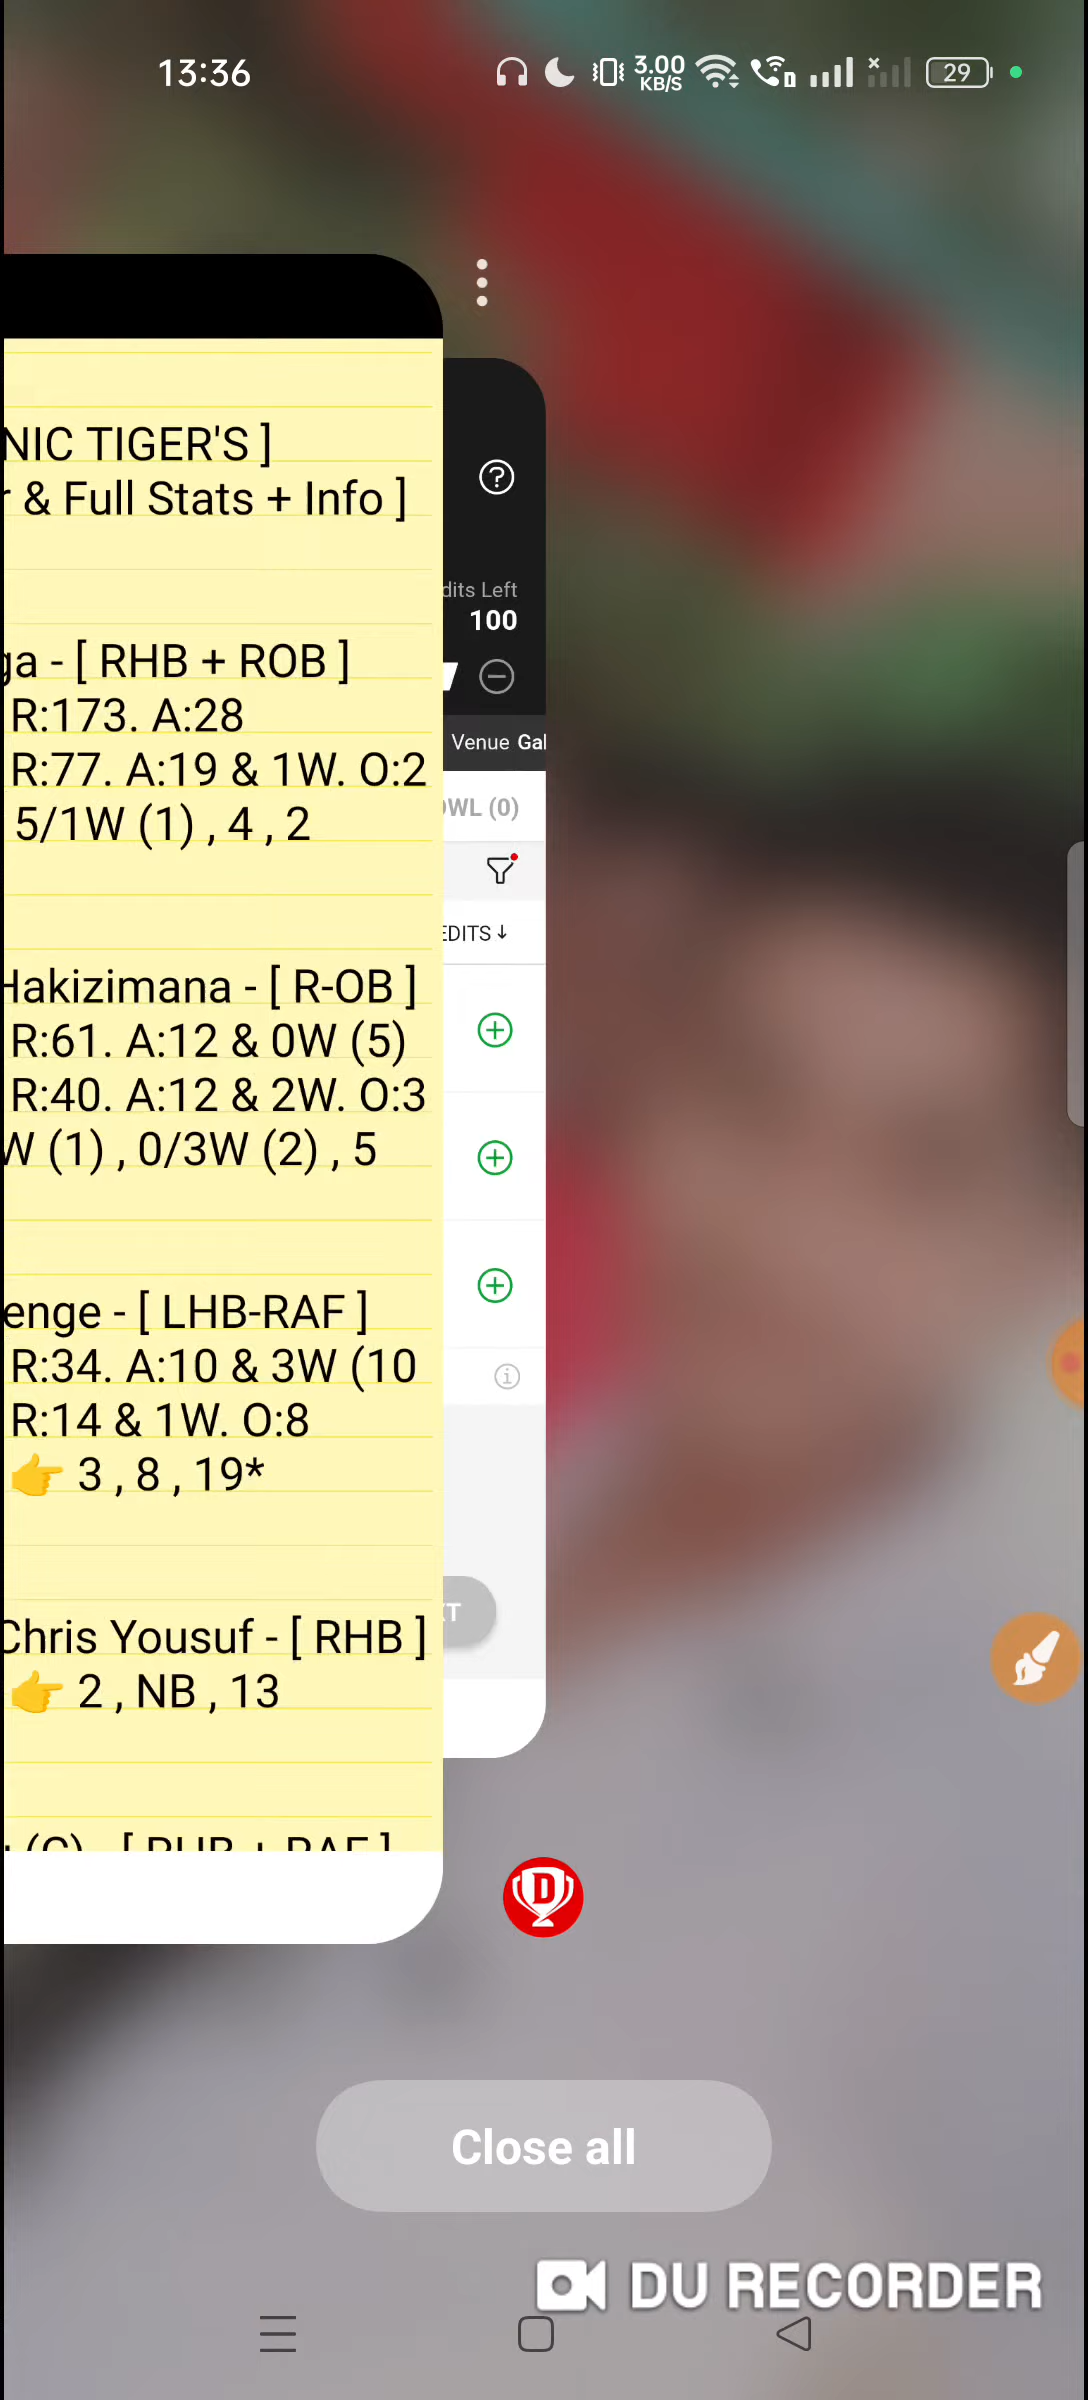 13:36
3.00
KB/S
29
NIC TIGER'S ]
& Full Stats + Info ]
- [ RHB + ROB ]
R:173. A:28
R:77. A:19 & 1W. O:2
5/1W (1) , 4 , 2
Hakizimana - [ R-OB ]
R:61. A:12 & 0W (5)
R:40. A:12 & 2W. O:3
W (1) , 0/3W (2) , 5
enge - [ LHB-RAF ]
R:34. A:10 & 3W (10
R:14 & 1W. O:8
👉 3 , 8 , 19*
Chris Yousuf - [ RHB ]
👉 2 , NB , 13
(C) - [ RHB + RAF ]
dits Left
100
Venue Gal
WL (0)
EDITS ↓
D
Close all
DU RECORDER